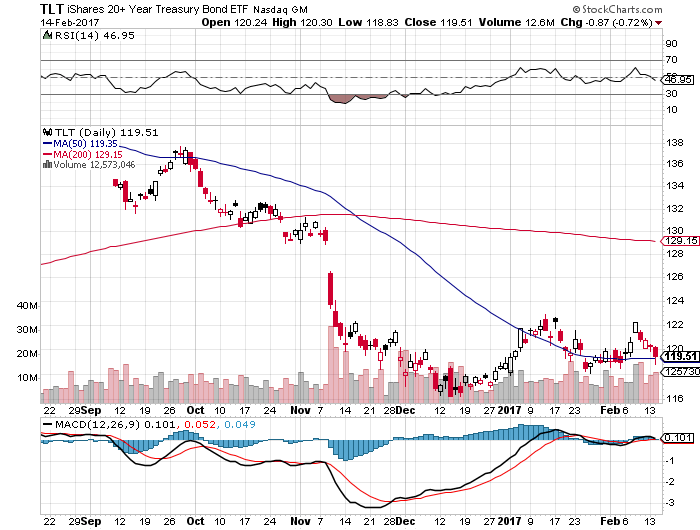 TLT iShares 20+ Year Treasury Bond ETF Nasdaq GM © StockCharts.com
14-Feb-2017 Open 120.24 High 120.30 Low 118.83 Close 119.51 Volume 12.6M Chg -0.87 (-0.72%)
RSI(14) 46.95
90
70
50
46.95
30
10
TLT (Daily) 119.51
MA(50) 119.35
MA(200) 129.15
Volume 12,573,046
138
136
134
132
130
129.15
128
126
124
122
120
119.51
12573046
116
40M
30M
20M
10M
22 29 Sep 12 19 26 Oct 10 17 24 Nov 7 14 21 28 Dec 12 19 27 2017 9 17 23 Feb 6 13
MACD(12,26,9) 0.101, 0.052, 0.049
0.101
-1
-2
-3
22 29 Sep 12 19 26 Oct 10 17 24 Nov 7 14 21 28 Dec 12 19 27 2017 9 17 23 Feb 6 13